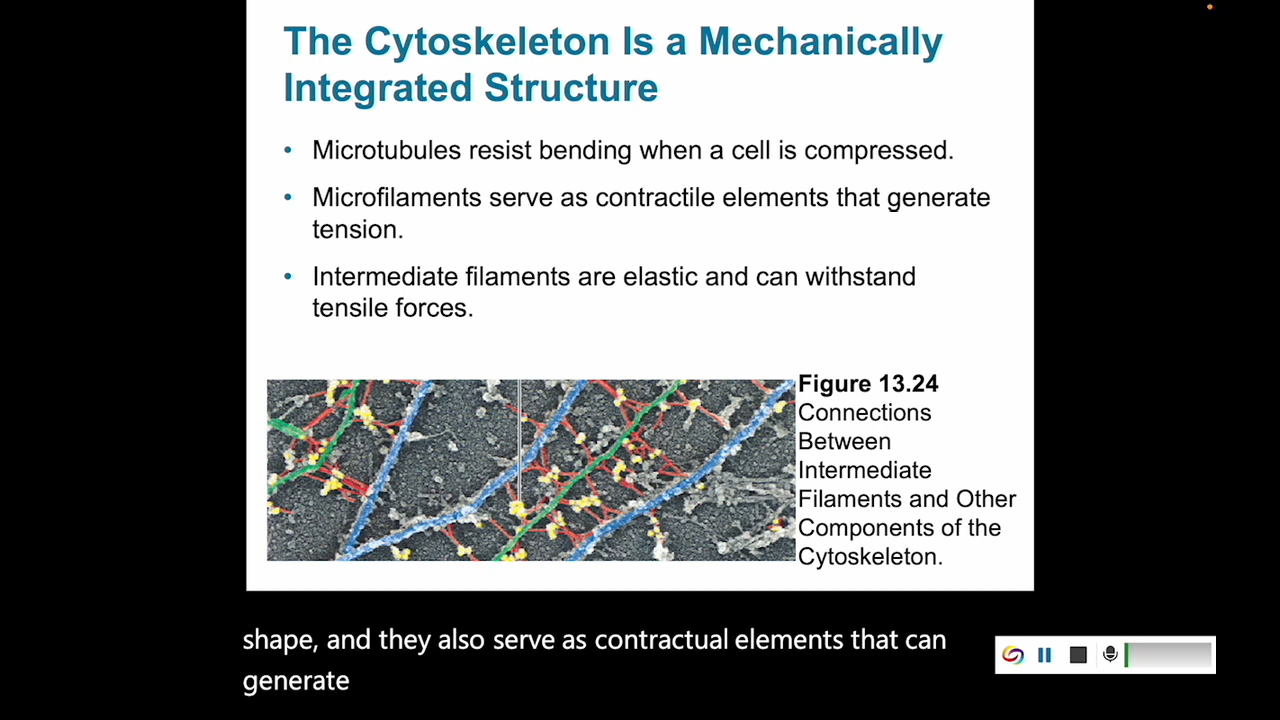 The Cytoskeleton Is a Mechanically
Integrated Structure
• Microtubules resist bending when a cell is compressed.
• Microfilaments serve as contractile elements that generate
tension.
• Intermediate filaments are elastic and can withstand
tensile forces.
Figure 13.24
Connections
Between
Intermediate
Filaments and Other
Components of the
Cytoskeleton.
shape, and they also serve as contractual elements that can
generate